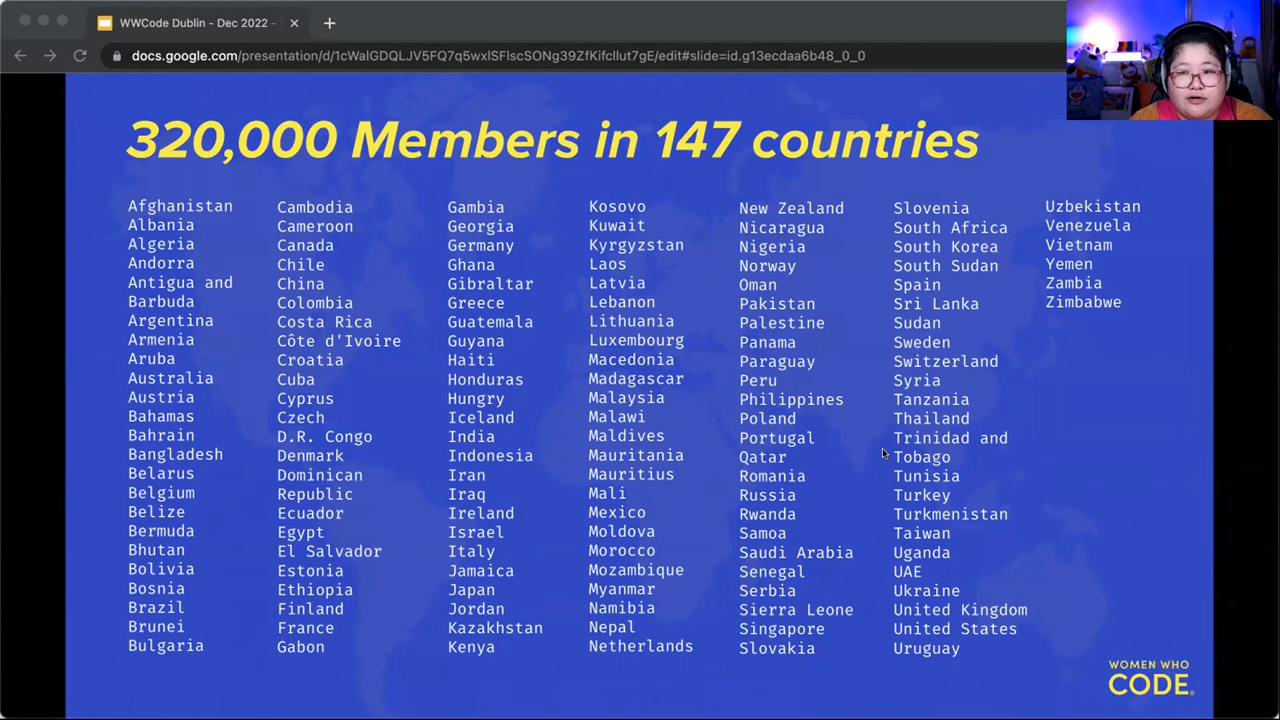 WWCode Dublin - Dec 2022 -
320,000 Members in 147 countries
Afghanistan
Albania
Algeria
Andorra
Antigua and
Barbuda
Argentina
Armenia
Aruba
Australia
Austria
Bahamas
Bahrain
Bangladesh
Belarus
Belgium
Belize
Bermuda
Bhutan
Bolivia
Bosnia
Brazil
Brunei
Bulgaria
Cambodia
Cameroon
Canada
Chile
China
Colombia
Costa Rica
Côte d'Ivoire
Croatia
Cuba
Cyprus
Czech
D.R. Congo
Denmark
Dominican
Republic
Ecuador
Egypt
El Salvador
Estonia
Ethiopia
Finland
France
Gabon
Gambia
Georgia
Germany
Ghana
Gibraltar
Greece
Guatemala
Guyana
Haiti
Honduras
Hungry
Iceland
India
Indonesia
Iran
Iraq
Ireland
Israel
Italy
Jamaica
Japan
Jordan
Kazakhstan
Kenya
Kosovo
Kuwait
Kyrgyzstan
Laos
Latvia
Lebanon
Lithuania
Luxembourg
Macedonia
Madagascar
Malaysia
Malawi
Maldives
Mauritania
Mauritius
Mali
Mexico
Moldova
Morocco
Mozambique
Myanmar
Namibia
Nepal
Netherlands
New Zealand
Nicaragua
Nigeria
Norway
Oman
Pakistan
Palestine
Panama
Paraguay
Peru
Philippines
Poland
Portugal
Qatar
Romania
Russia
Rwanda
Samoa
Saudi Arabia
Senegal
Serbia
Sierra Leone
Singapore
Slovakia
Slovenia
South Africa
South Korea
South Sudan
Spain
Sri Lanka
Sudan
Sweden
Switzerland
Syria
Tanzania
Thailand
Trinidad and
Tobago
Tunisia
Turkey
Turkmenistan
Taiwan
Uganda
UAE
Ukraine
United Kingdom
United States
Uruguay
Uzbekistan
Venezuela
Vietnam
Yemen
Zambia
Zimbabwe
WOMEN WHO
CODE